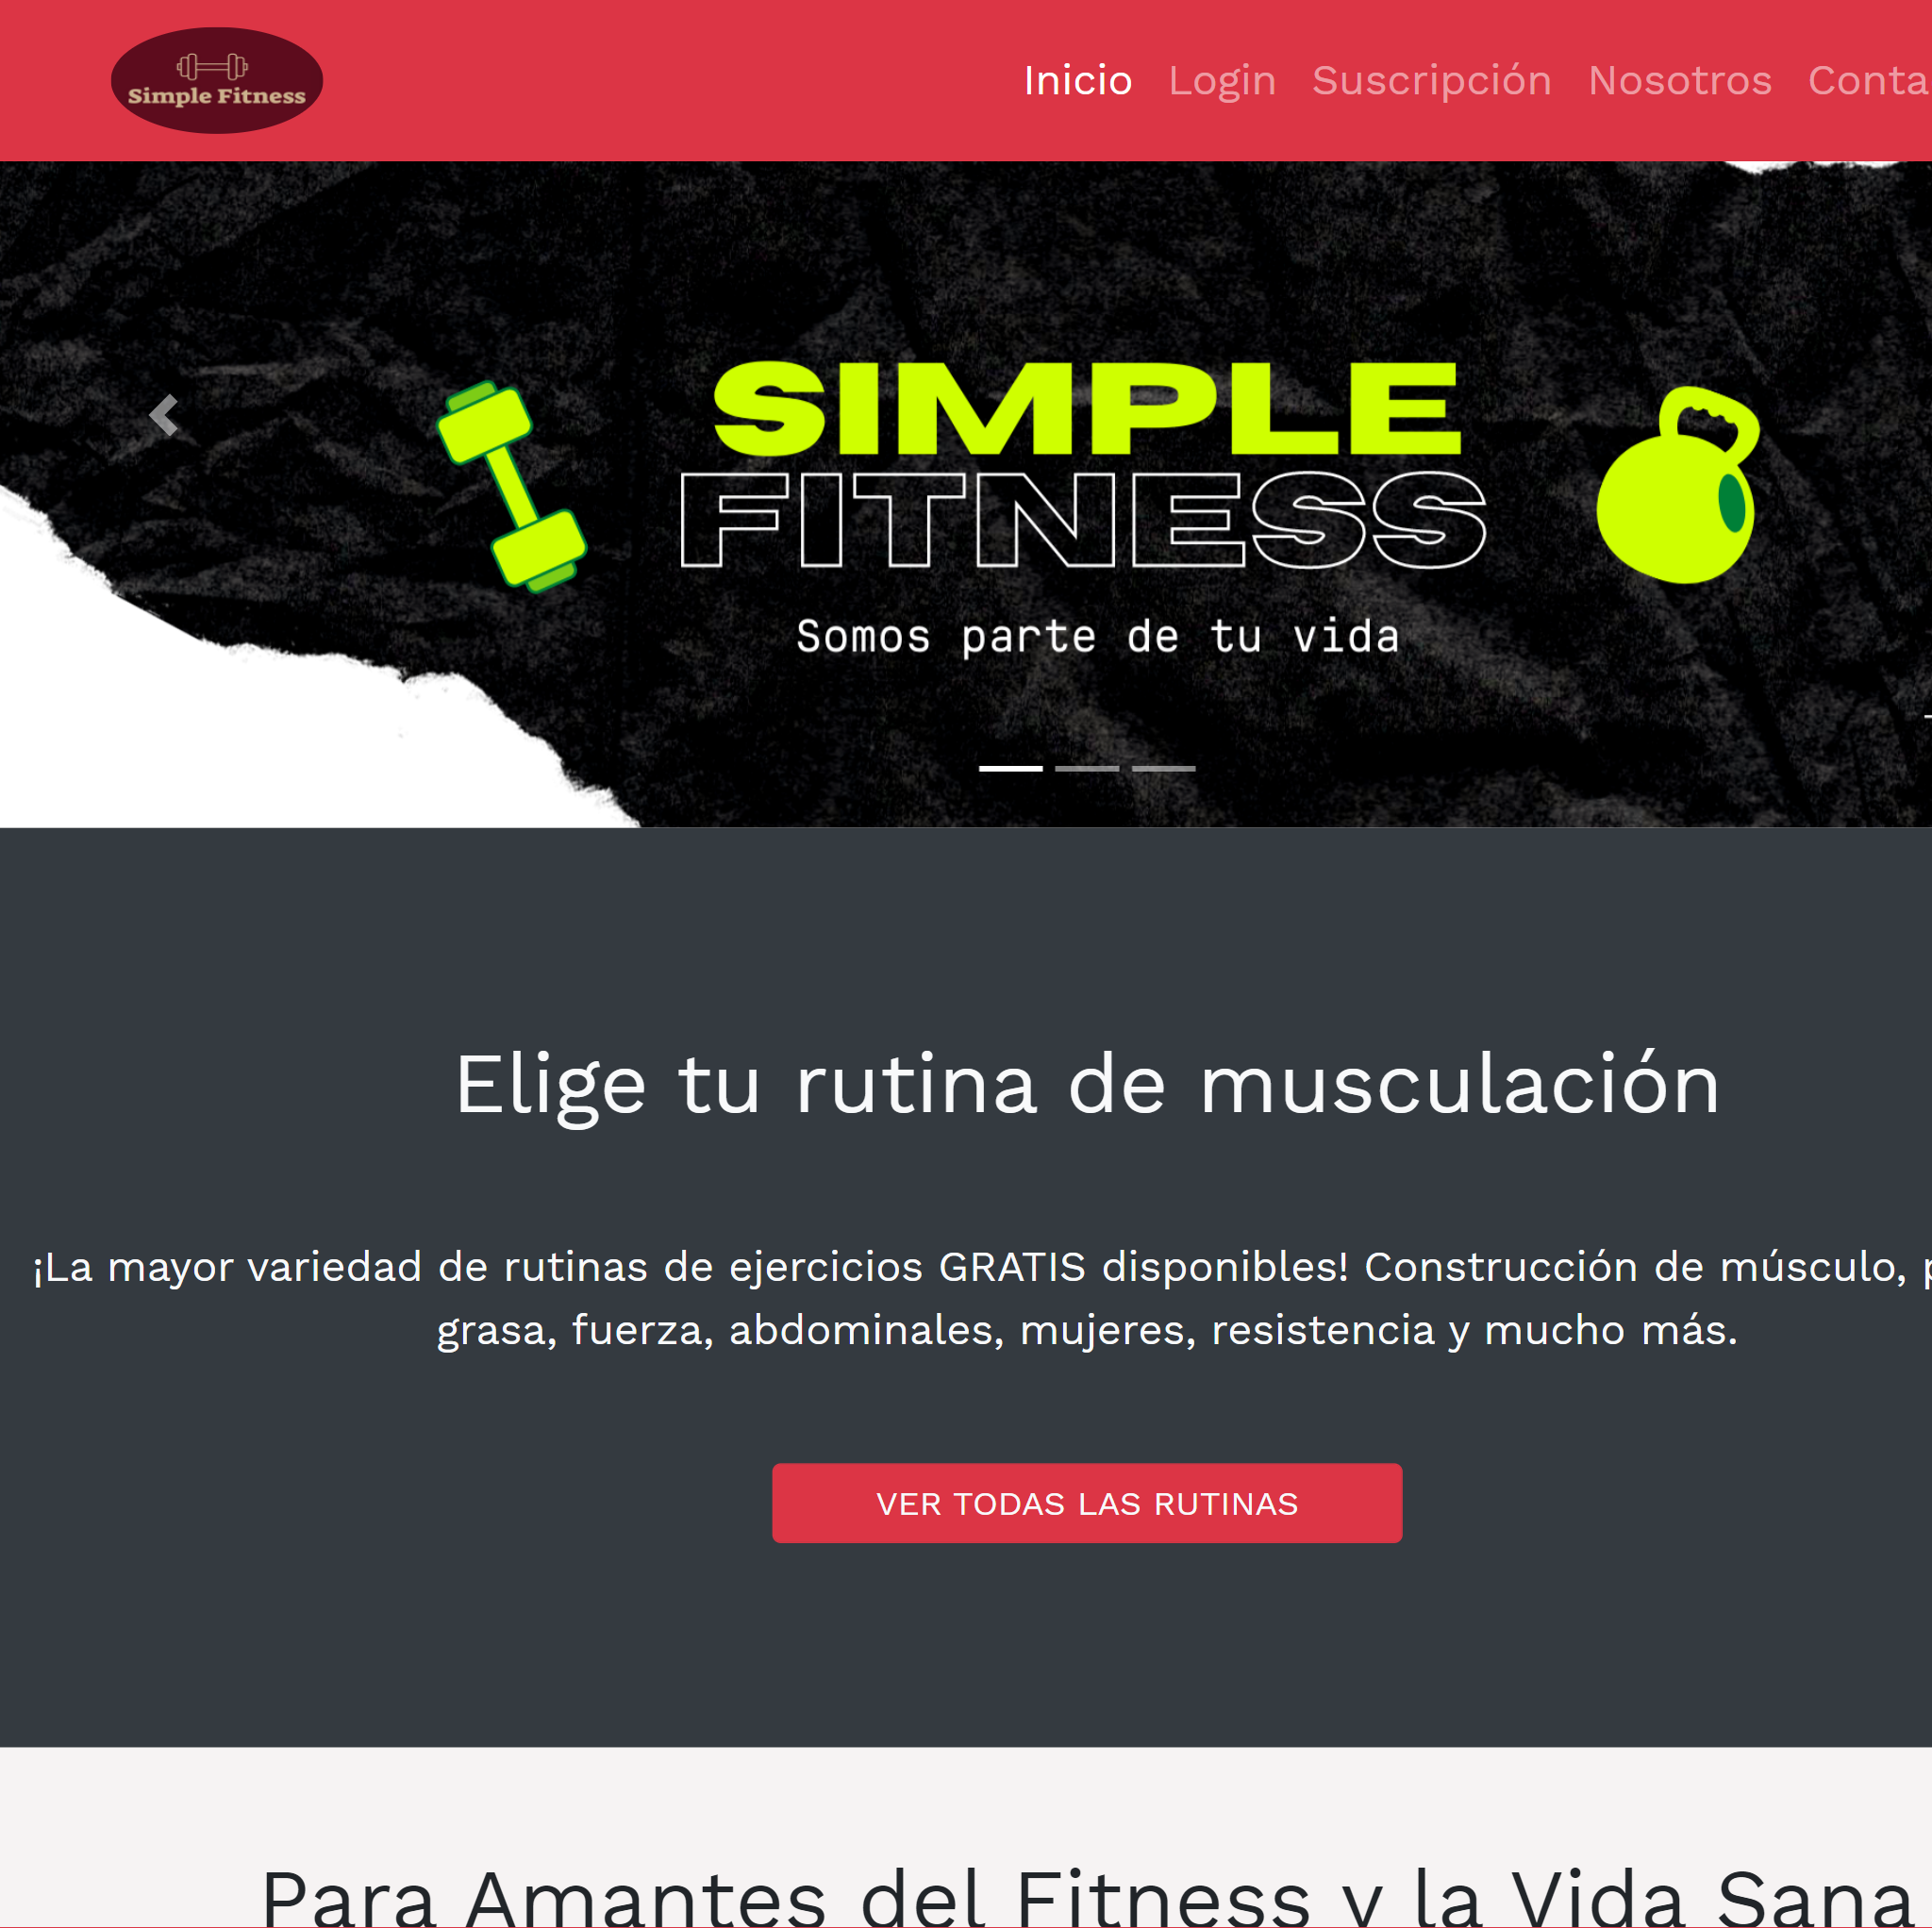 Simple Fitness
Inicio Login Suscripción Nosotros Conta
SIMPLE
FITNESS
Somos parte de tu vida
Elige tu rutina de musculación
¡La mayor variedad de rutinas de ejercicios GRATIS disponibles! Construcción de músculo,
grasa, fuerza, abdominales, mujeres, resistencia y mucho más.
VER TODAS LAS RUTINAS
Para Amantes del Fitness y la Vida Sana